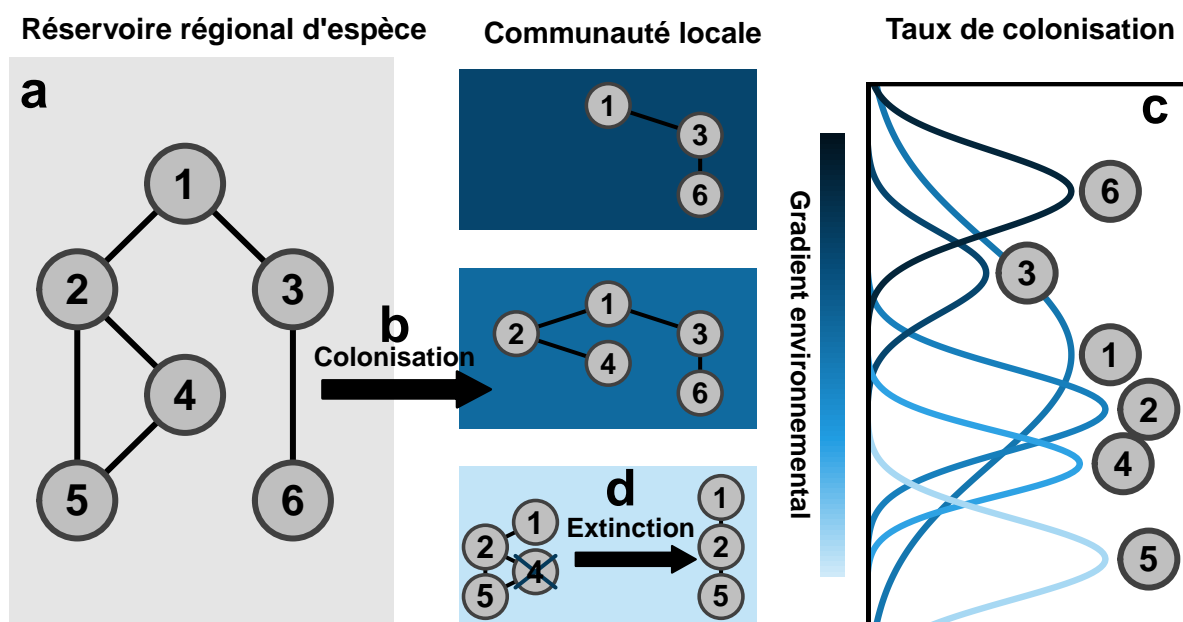 Réservoire régional d'espèce
Communauté locale
Taux de colonisation
a
1
2
3
4
5
6
b
Colonisation
1
3
6
1
2
3
4
6
d
Extinction
1
2
4
5
1
2
5
Gradient environnemental
c
6
3
1
2
4
5